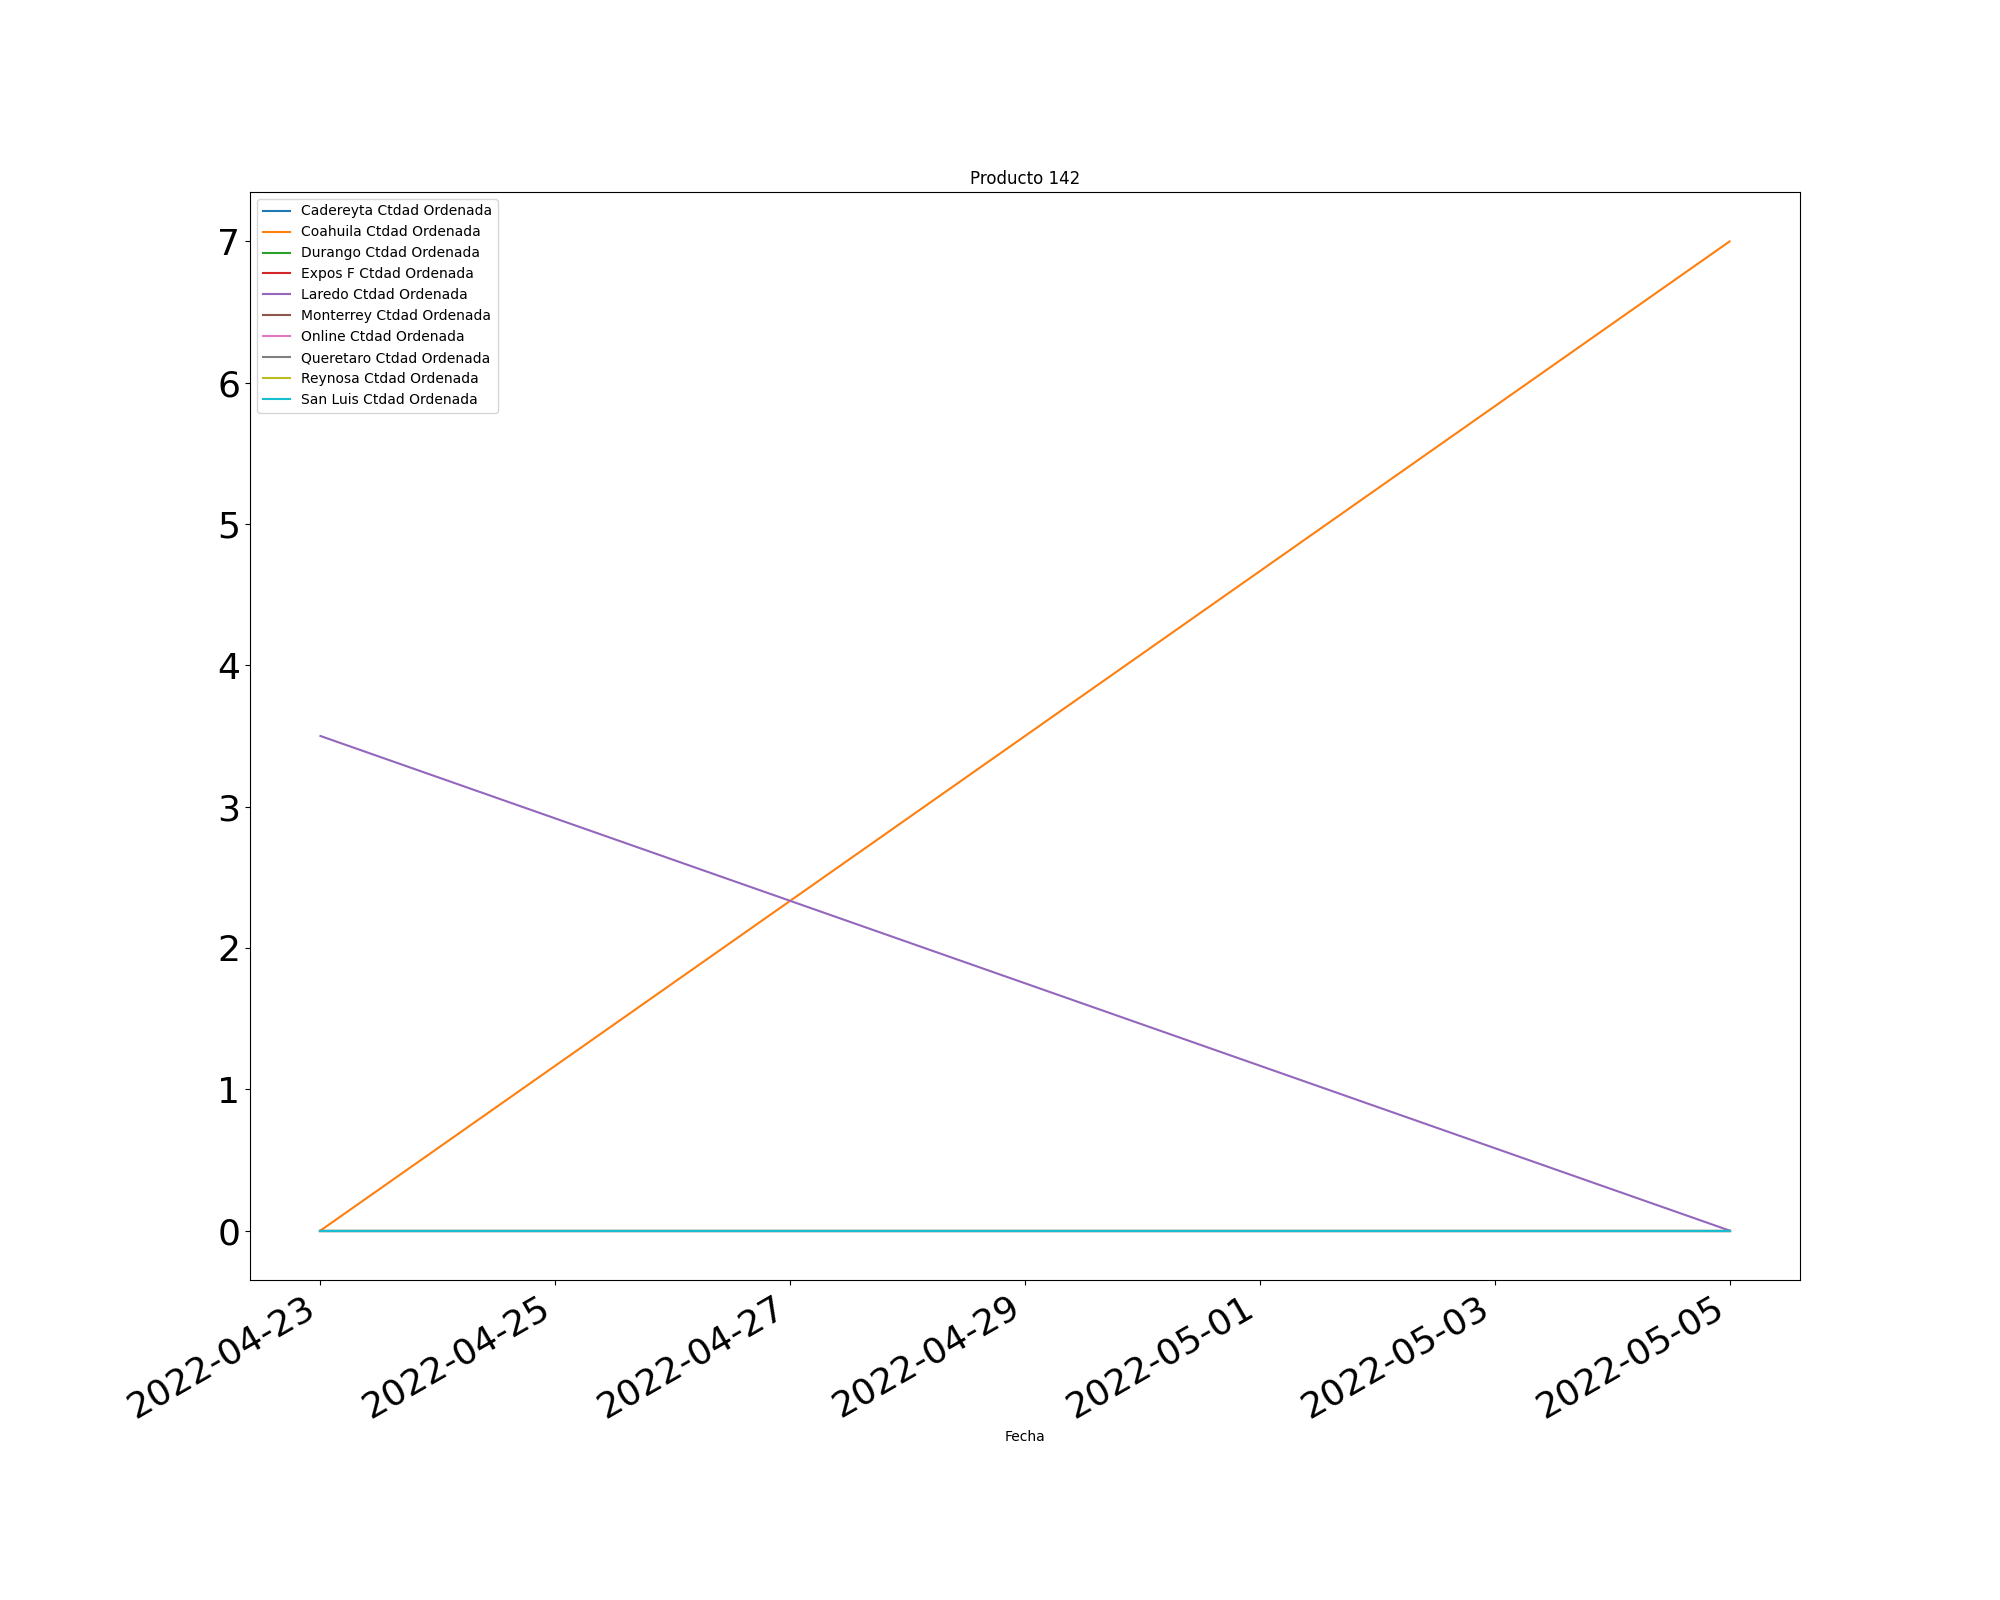 Producto 142
Cadereyta Ctdad Ordenada
Coahuila Ctdad Ordenada
Durango Ctdad Ordenada
Expos F Ctdad Ordenada
Laredo Ctdad Ordenada
Monterrey Ctdad Ordenada
Online Ctdad Ordenada
Queretaro Ctdad Ordenada
Reynosa Ctdad Ordenada
San Luis Ctdad Ordenada
7
6
5
4
3
2
1
0
2022-04-23
2022-04-25
2022-04-27
2022-04-29
2022-05-01
2022-05-03
2022-05-05
Fecha